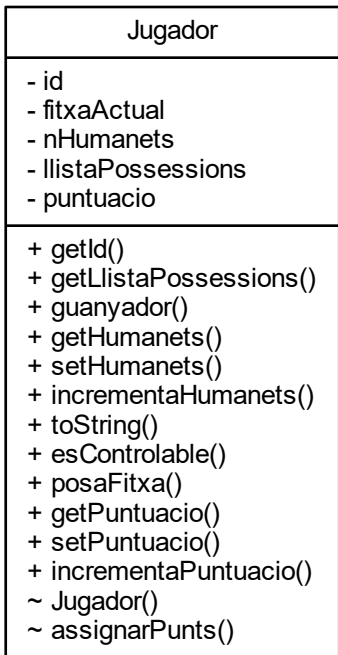 Jugador
- id
- fitxaActual
- nHumanets
- llistaPossessions
- puntuacio
+ getId()
+ getLlistaPossessions()
+ guanyador()
+ getHumanets()
+ setHumanets()
+ incrementaHumanets()
+ toString()
+ esControlable()
+ posaFitxa()
+ getPuntuacio()
+ setPuntuacio()
+ incrementaPuntuacio()
~ Jugador()
~ assignarPunts()